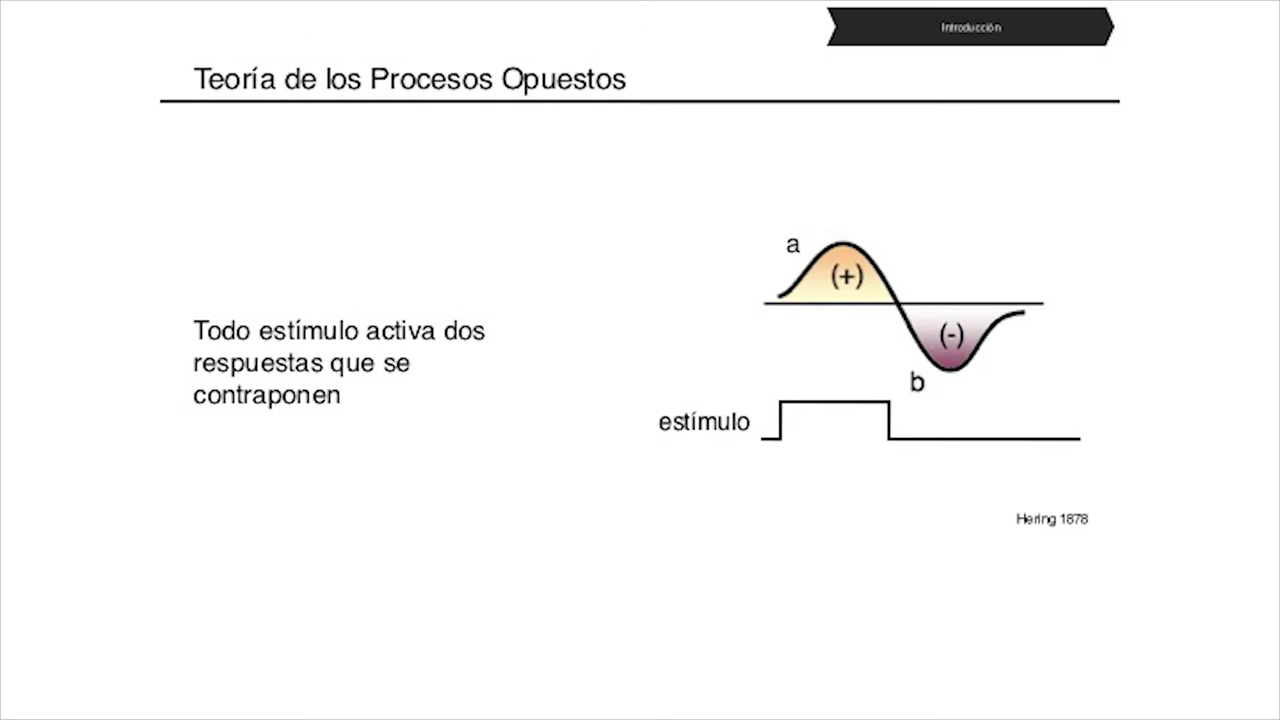 Introducción
Teoría de los Procesos Opuestos
Todo estímulo activa dos
respuestas que se
contraponen
a
(+)
(-)
b
estímulo
Hering 1878